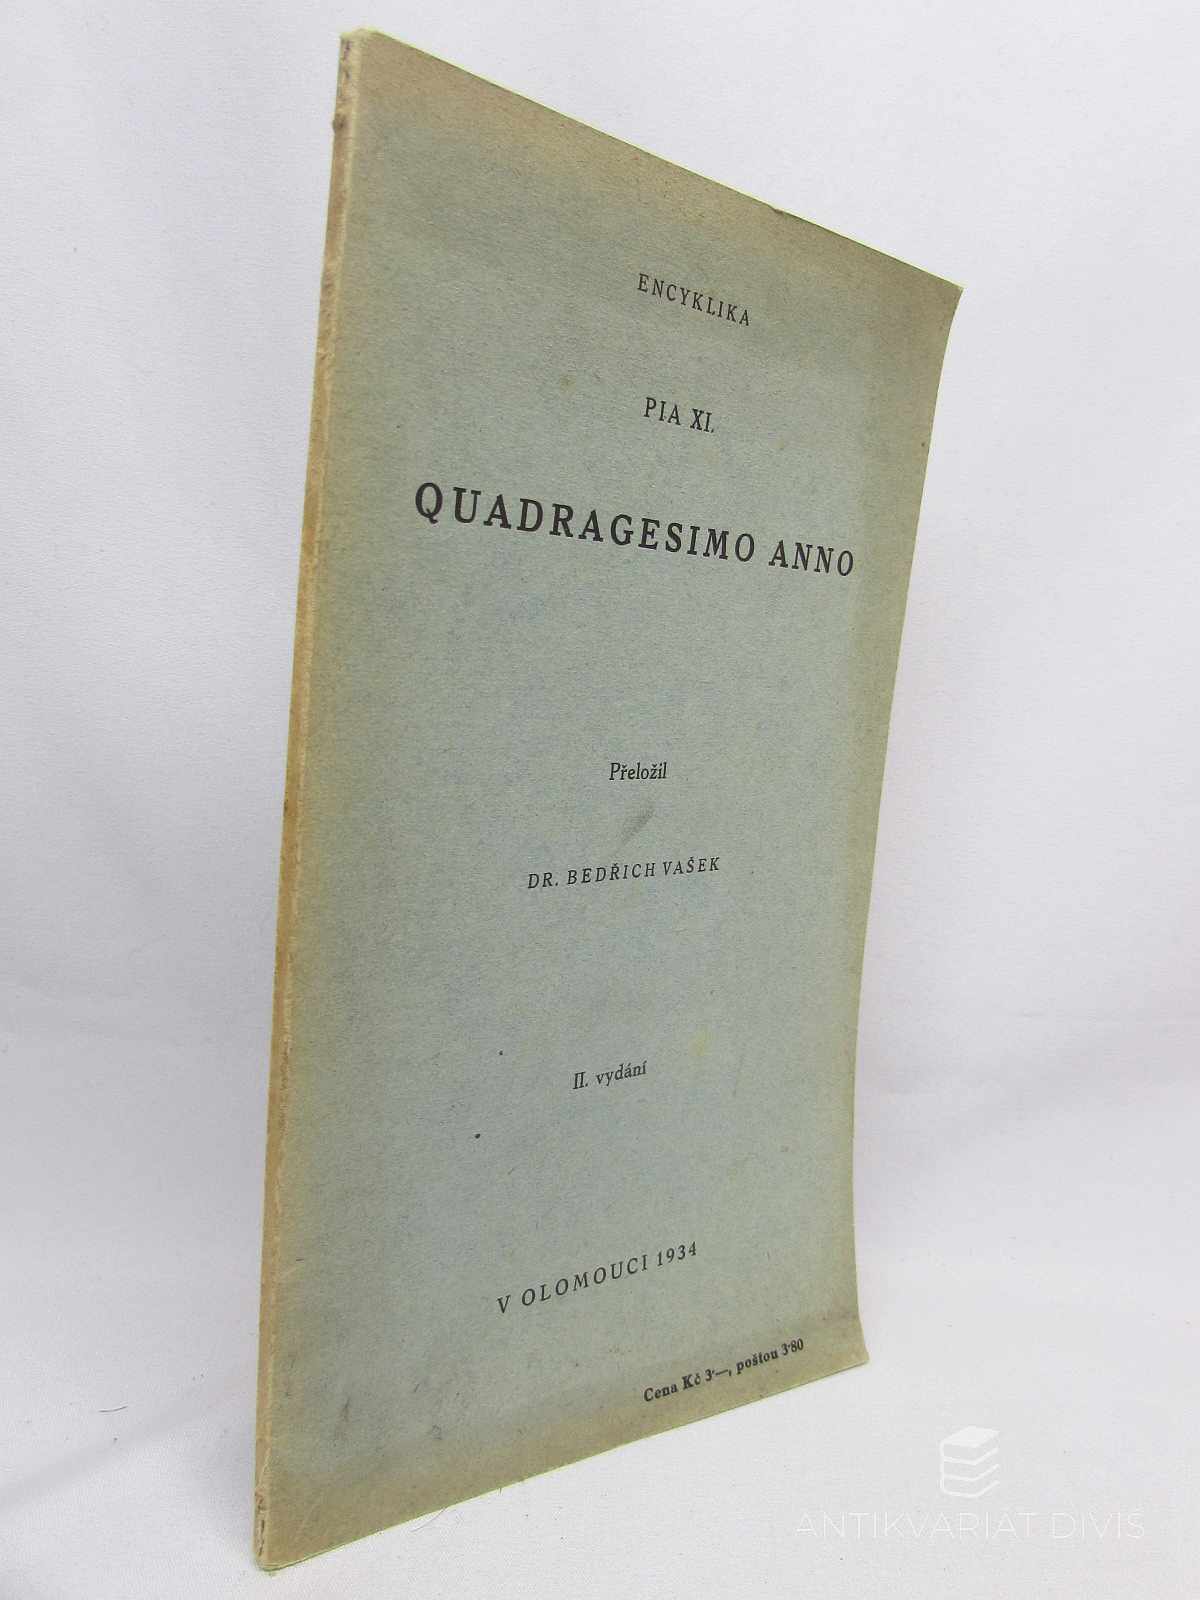 ENCYKLIKA
PIA XI.
QUADRAGESIMO ANNO
Přeložil
DR. BEDŘICH VAŠEK
II. vydání
V OLOMOUCI 1934
Cena Kč 3·—, poštou 3·80
ANTIKVARIAT DIVIS